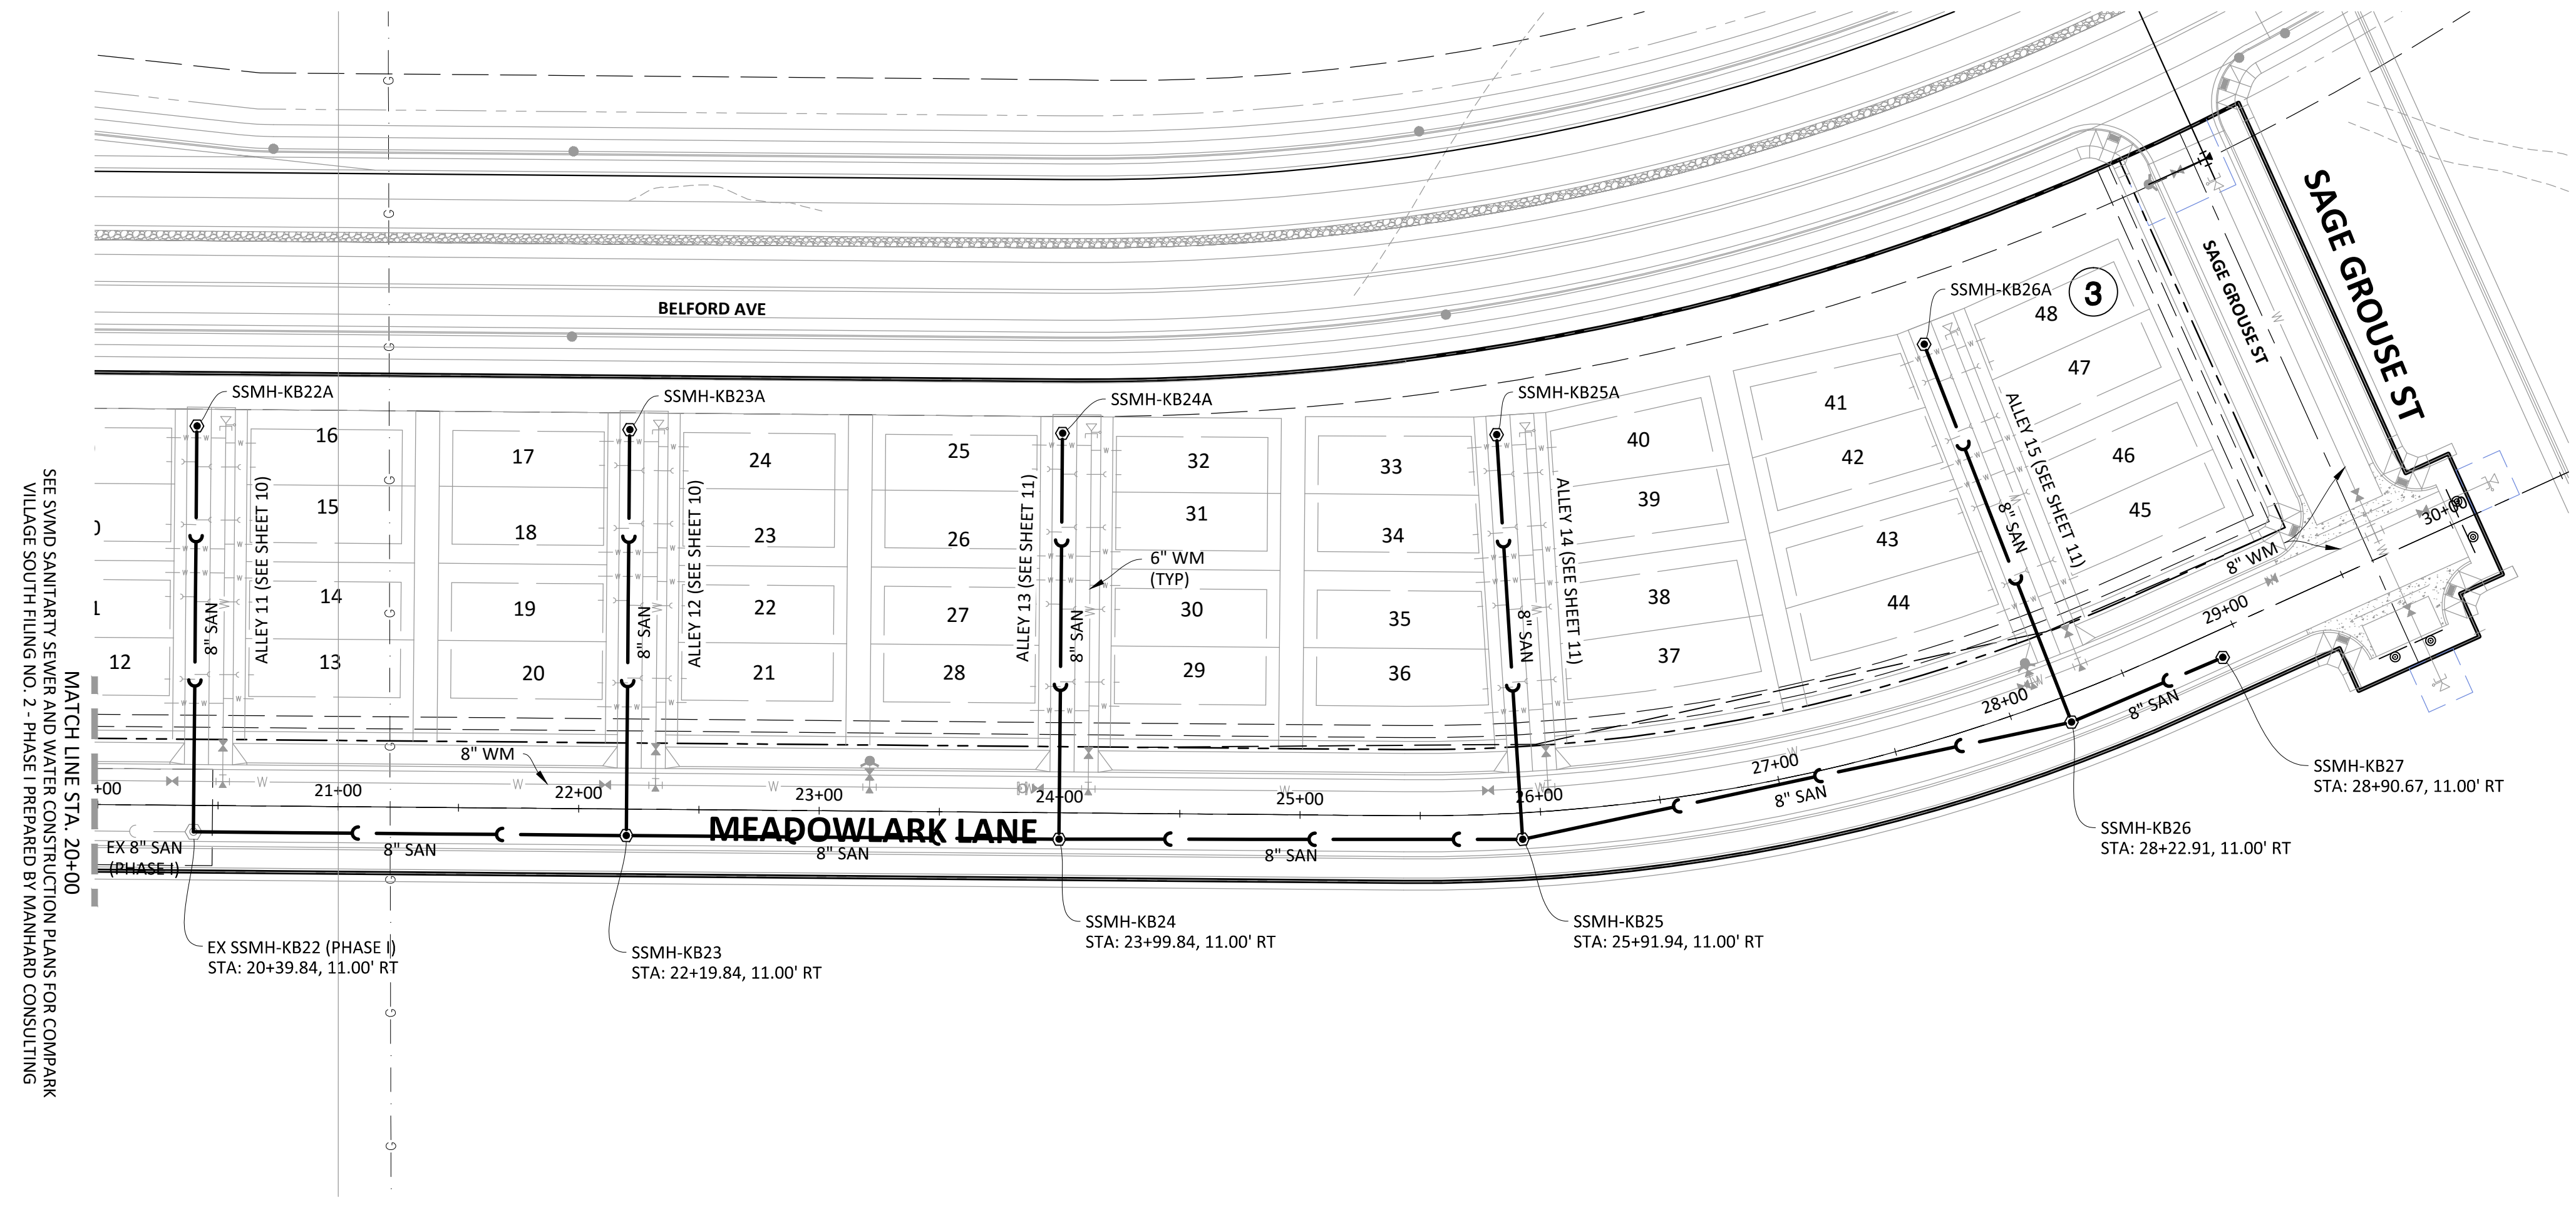 BELFORD AVE
SAGE GROUSE ST
SAGE GROUSE ST
3
SSMH-KB22A
SSMH-KB23A
SSMH-KB24A
SSMH-KB25A
SSMH-KB26A
16
15
14
13
12
17
18
19
20
24
23
22
21
25
26
27
28
32
31
30
29
33
34
35
36
40
39
38
37
41
42
43
44
48
47
46
45
ALLEY 11 (SEE SHEET 10)
ALLEY 12 (SEE SHEET 10)
ALLEY 13 (SEE SHEET 11)
ALLEY 14 (SEE SHEET 11)
ALLEY 15 (SEE SHEET 11)
8" SAN
8" SAN
8" SAN
8" SAN
8" SAN
6" WM
(TYP)
8" WM
8" WM
+00
21+00
22+00
23+00
24+00
25+00
26+00
27+00
28+00
29+00
30+00
MEADOWLARK LANE
EX 8" SAN
(PHASE I)
8" SAN
8" SAN
8" SAN
8" SAN
8" SAN
EX SSMH-KB22 (PHASE I)
STA: 20+39.84, 11.00' RT
SSMH-KB23
STA: 22+19.84, 11.00' RT
SSMH-KB24
STA: 23+99.84, 11.00' RT
SSMH-KB25
STA: 25+91.94, 11.00' RT
SSMH-KB26
STA: 28+22.91, 11.00' RT
SSMH-KB27
STA: 28+90.67, 11.00' RT
MATCH LINE STA. 20+00
SEE SVMD SANITARTY SEWER AND WATER CONSTRUCTION PLANS FOR COMPARK
VILLAGE SOUTH FILING NO. 2 - PHASE I PREPARED BY MANHARD CONSULTING